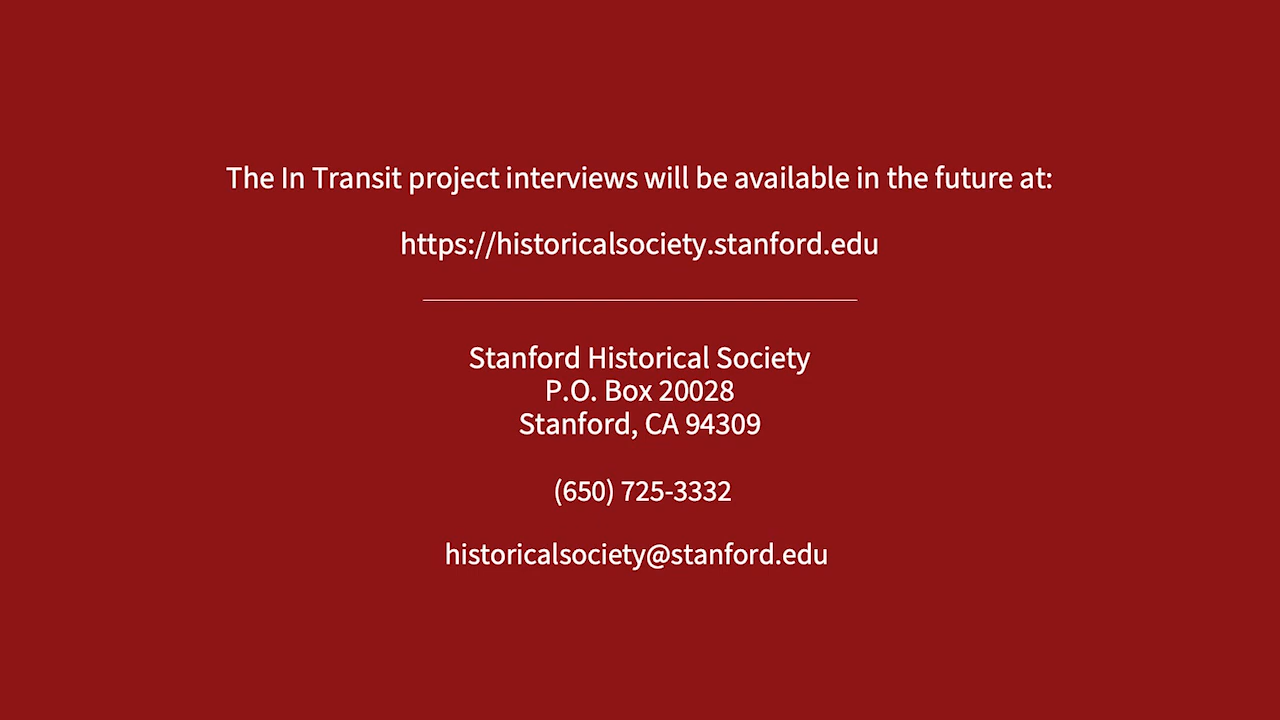 The In Transit project interviews will be available in the future at:
https://historicalsociety.stanford.edu
Stanford Historical Society
P.O. Box 20028
Stanford, CA 94309
(650) 725-3332
historicalsociety@stanford.edu